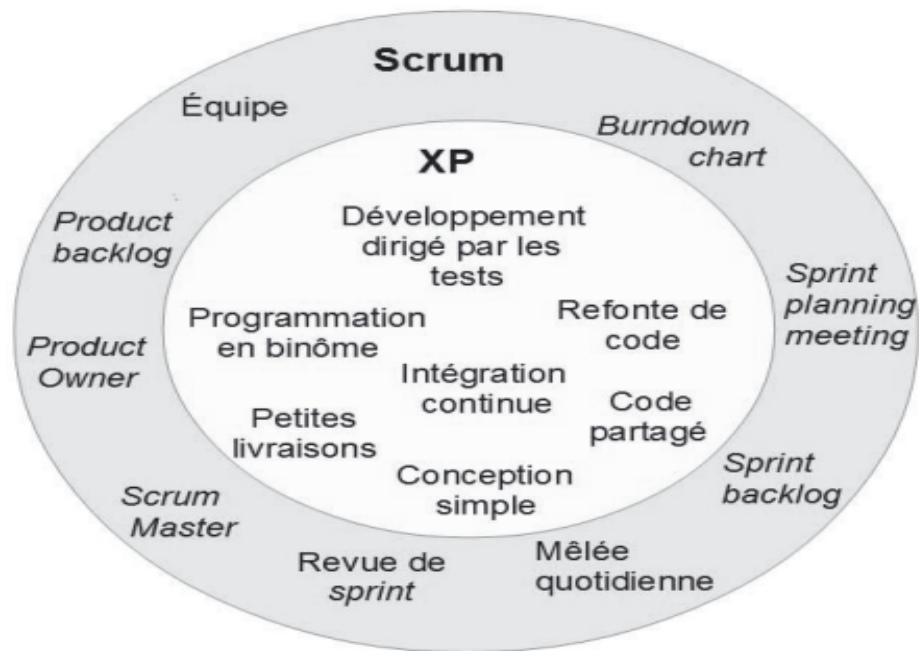 Scrum
Équipe
Burndown
chart
XP
Développement
dirigé par les
tests
Product
backlog
Sprint
planning
meeting
Programmation
en binôme
Refonte de
code
Product
Owner
Intégration
continue
Code
partagé
Petites
livraisons
Conception
simple
Sprint
backlog
Scrum
Master
Revue de
sprint
Mêlée
quotidienne